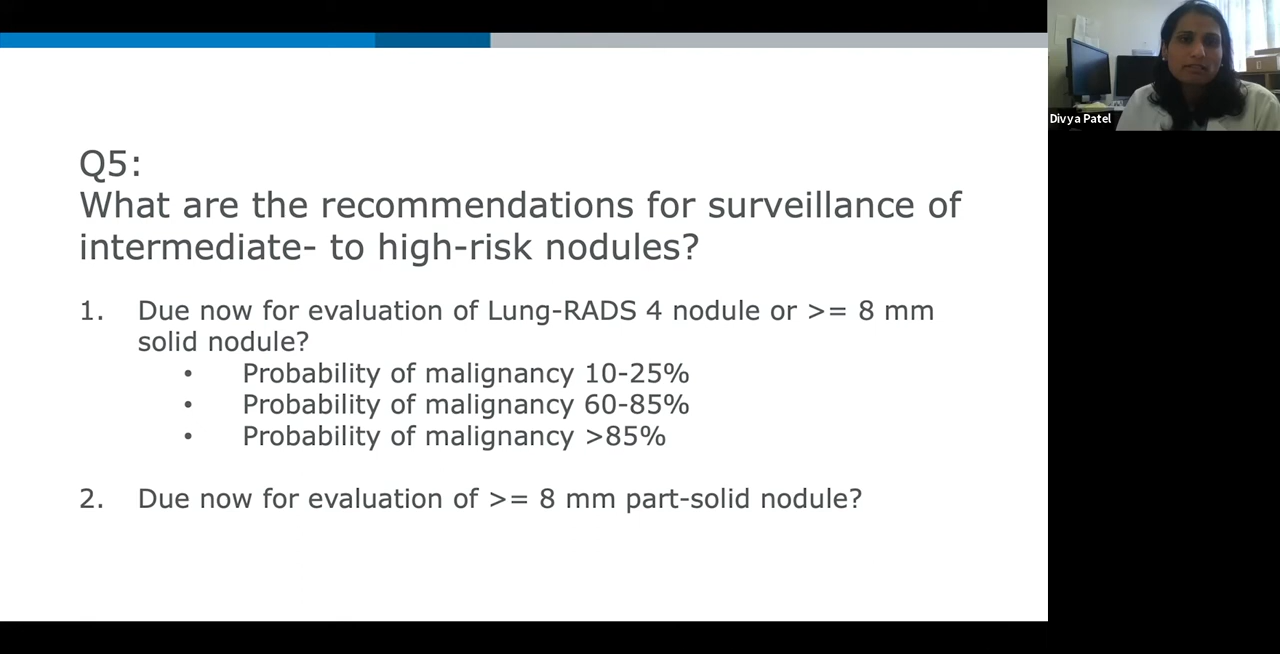 Q5:
What are the recommendations for surveillance of
intermediate- to high-risk nodules?
1. Due now for evaluation of Lung-RADS 4 nodule or >= 8 mm
solid nodule?
• Probability of malignancy 10-25%
• Probability of malignancy 60-85%
• Probability of malignancy >85%
2. Due now for evaluation of >= 8 mm part-solid nodule?
Divya Patel